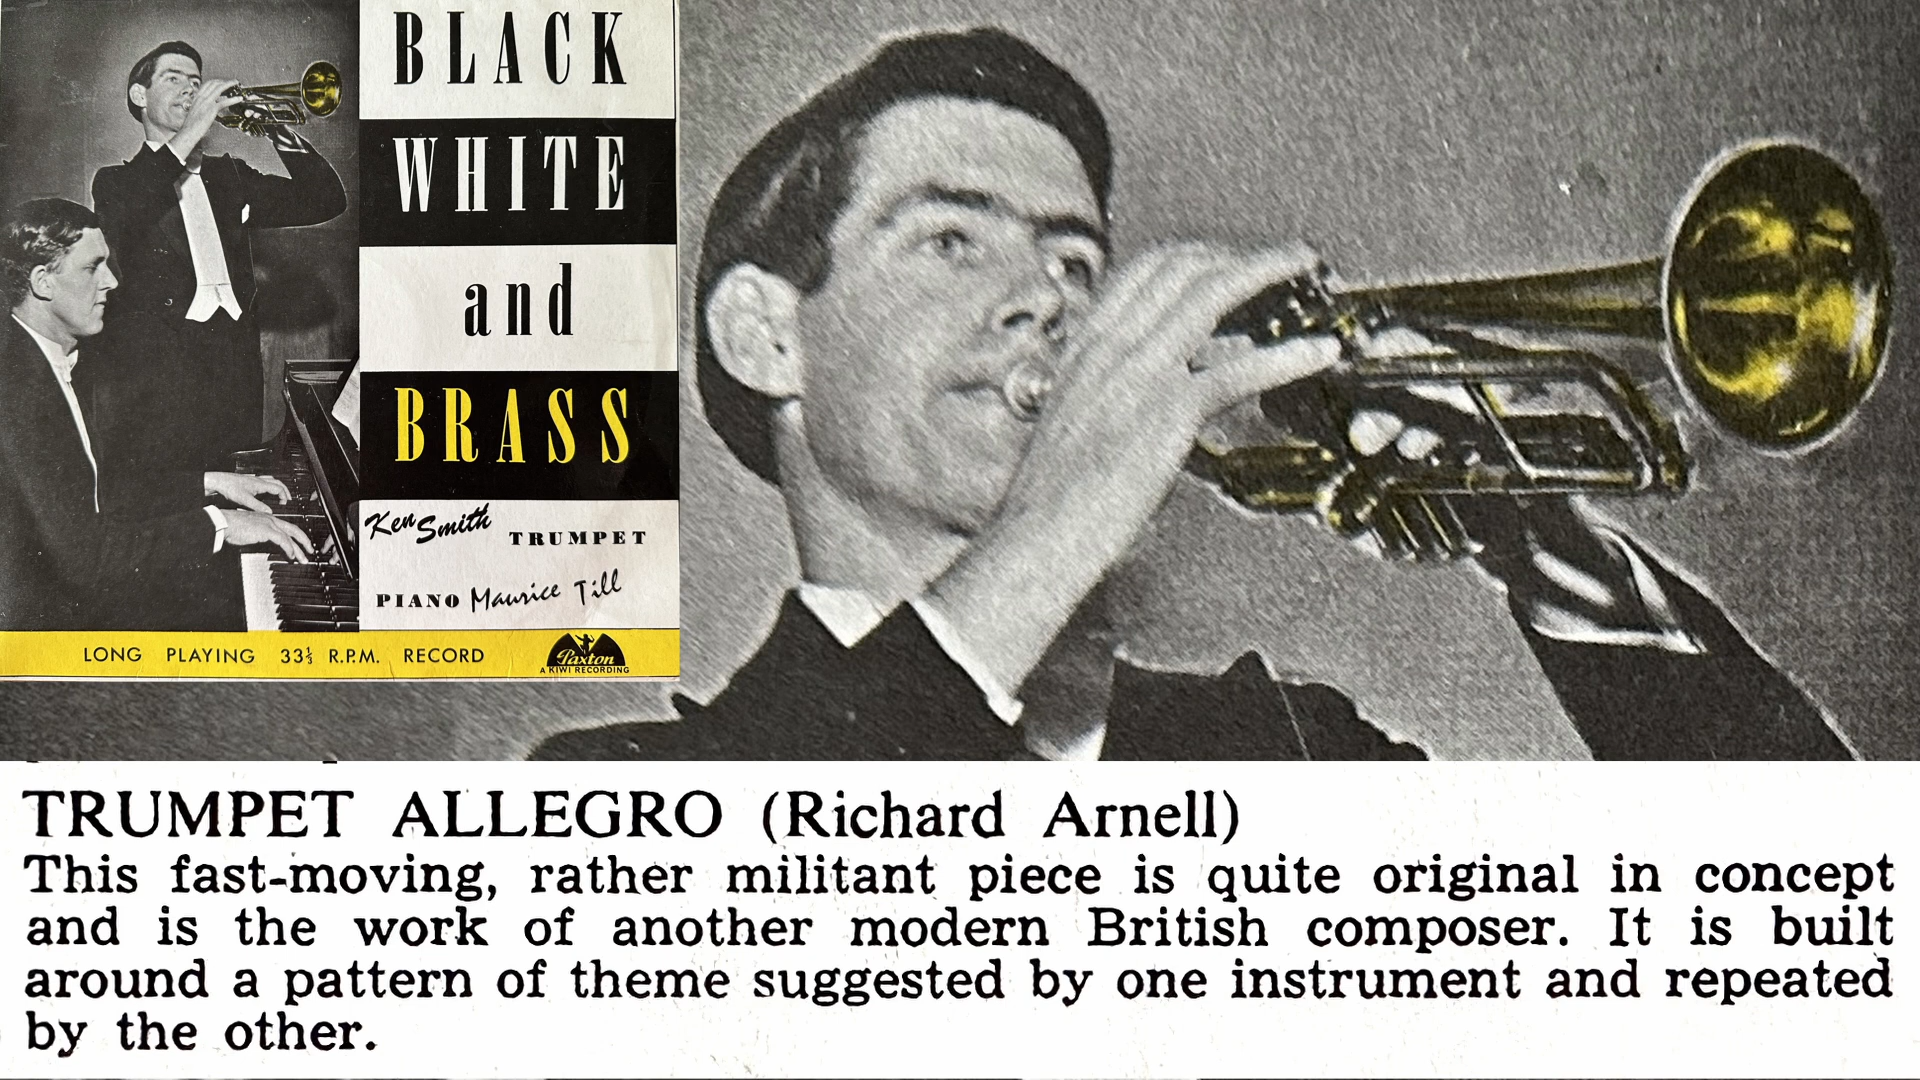 BLACK
WHITE
and
BRASS
Ken Smith TRUMPET
PIANO Maurice Till
LONG PLAYING 33⅓ R.P.M. RECORD
Paxton
A KIWI RECORDING
TRUMPET ALLEGRO (Richard Arnell)
This fast-moving, rather militant piece is quite original in concept
and is the work of another modern British composer. It is built
around a pattern of theme suggested by one instrument and repeated
by the other.